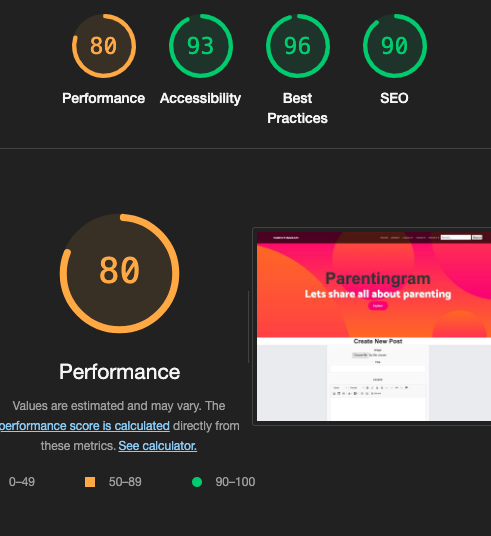 80
93
96
90
Performance
Accessibility
Best
Practices
SEO
80
Performance
Values are estimated and may vary. The
performance score is calculated directly from
these metrics. See calculator.
0–49
50–89
90–100
Parentingram
Lets share all about parenting
Create New Post